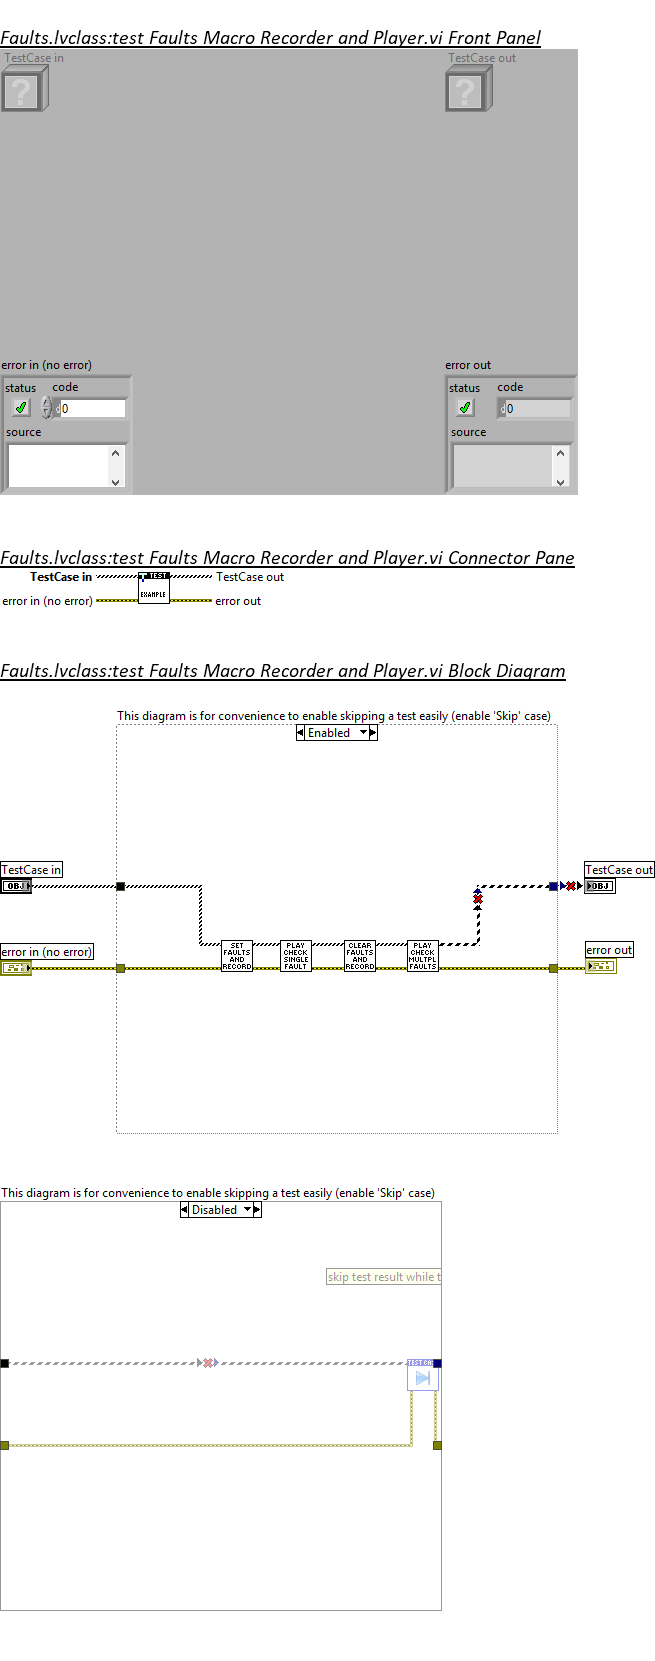 Faults.lvclass:test Faults Macro Recorder and Player.vi Front Panel
TestCase in
TestCase out
?
?
error in (no error)
error out
status
code
status
code
d
0
d
0
source
source
Faults.lvclass:test Faults Macro Recorder and Player.vi Connector Pane
TestCase in
TEST
TestCase out
error in (no error)
EXAMPLE
error out
Faults.lvclass:test Faults Macro Recorder and Player.vi Block Diagram
This diagram is for convenience to enable skipping a test easily (enable 'Skip' case)
Enabled
TestCase in
TestCase out
OBJ
OBJ
error in (no error)
error out
SET
FAULTS
AND
RECORD
PLAY
CHECK
SINGLE
FAULT
CLEAR
FAULTS
AND
RECORD
PLAY
CHECK
MULTPL
FAULTS
This diagram is for convenience to enable skipping a test easily (enable 'Skip' case)
Disabled
skip test result while t
TEST CA